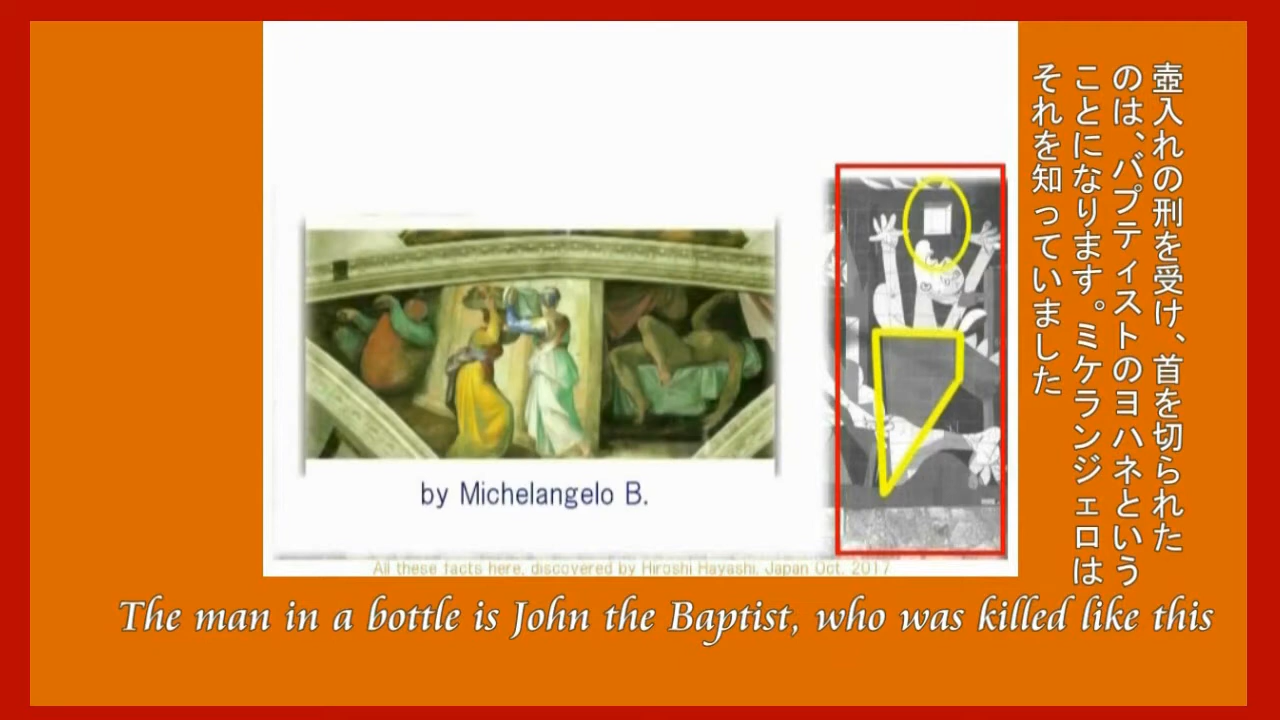 壺入れの刑を受け、首を切られた
のは、バプティストのヨハネという
ことになります。ミケランジェロは
それを知っていました
by Michelangelo B.
All these facts here, discovered by Hiroshi Hayashi, Japan Oct. 2017
The man in a bottle is John the Baptist, who was killed like this